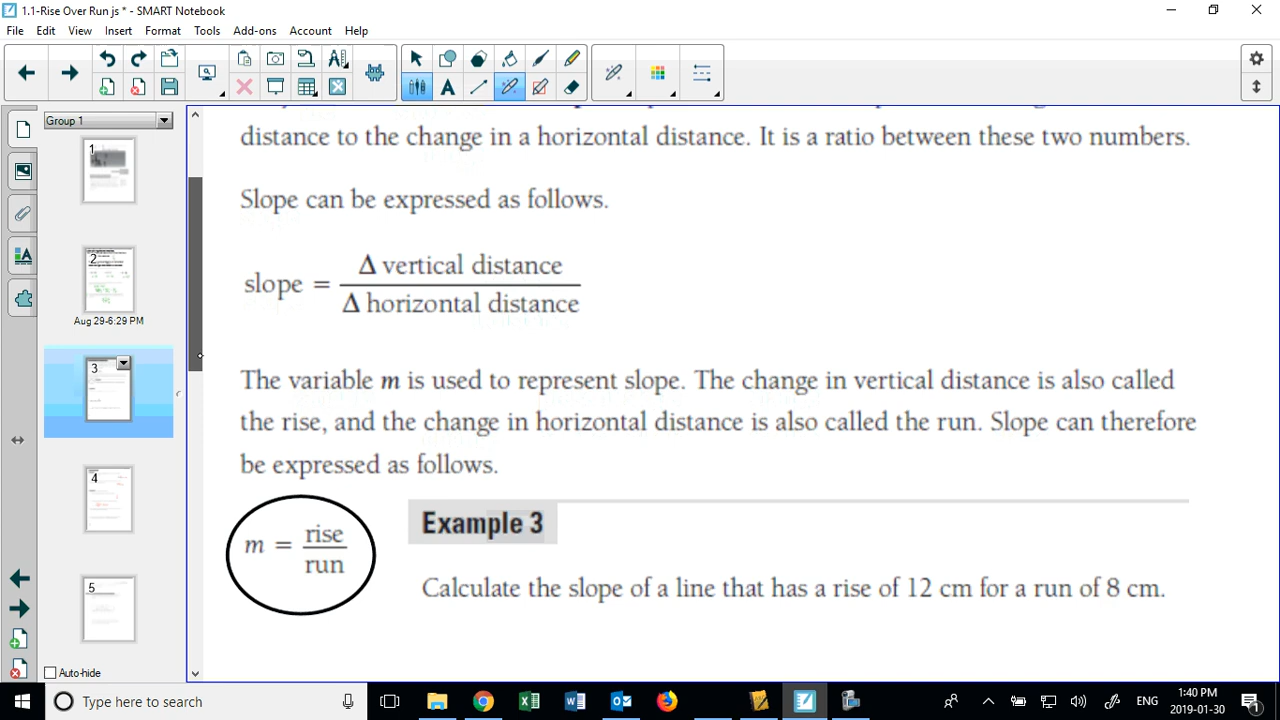 1.1-Rise Over Run js * - SMART Notebook
File Edit View Insert Format Tools Add-ons Account Help
Group 1
1
2
Aug 29-6:29 PM
3
4
5
Auto-hide
distance to the change in a horizontal distance. It is a ratio between these two numbers.
Slope can be expressed as follows.
slope = Δ vertical distance
Δ horizontal distance
The variable m is used to represent slope. The change in vertical distance is also called
the rise, and the change in horizontal distance is also called the run. Slope can therefore
be expressed as follows.
m = rise
run
Example 3
Calculate the slope of a line that has a rise of 12 cm for a run of 8 cm.
Type here to search
ENG
1:40 PM
2019-01-30